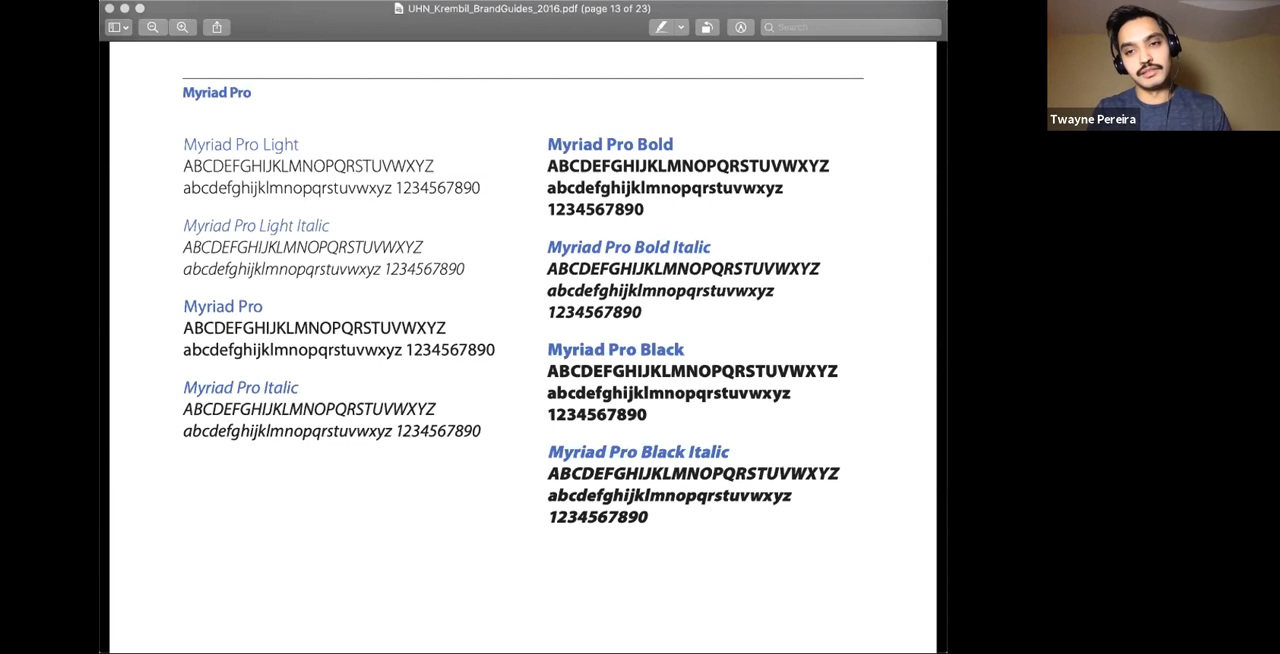 UHN_Krembil_BrandGuides_2016.pdf (page 13 of 23)
Search
Twayne Pereira
Myriad Pro
Myriad Pro Light
ABCDEFGHIJKLMNOPQRSTUVWXYZ
abcdefghijklmnopqrstuvwxyz 1234567890
Myriad Pro Light Italic
ABCDEFGHIJKLMNOPQRSTUVWXYZ
abcdefghijklmnopqrstuvwxyz 1234567890
Myriad Pro
ABCDEFGHIJKLMNOPQRSTUVWXYZ
abcdefghijklmnopqrstuvwxyz 1234567890
Myriad Pro Italic
ABCDEFGHIJKLMNOPQRSTUVWXYZ
abcdefghijklmnopqrstuvwxyz 1234567890
Myriad Pro Bold
ABCDEFGHIJKLMNOPQRSTUVWXYZ
abcdefghijklmnopqrstuvwxyz
1234567890
Myriad Pro Bold Italic
ABCDEFGHIJKLMNOPQRSTUVWXYZ
abcdefghijklmnopqrstuvwxyz
1234567890
Myriad Pro Black
ABCDEFGHIJKLMNOPQRSTUVWXYZ
abcdefghijklmnopqrstuvwxyz
1234567890
Myriad Pro Black Italic
ABCDEFGHIJKLMNOPQRSTUVWXYZ
abcdefghijklmnopqrstuvwxyz
1234567890